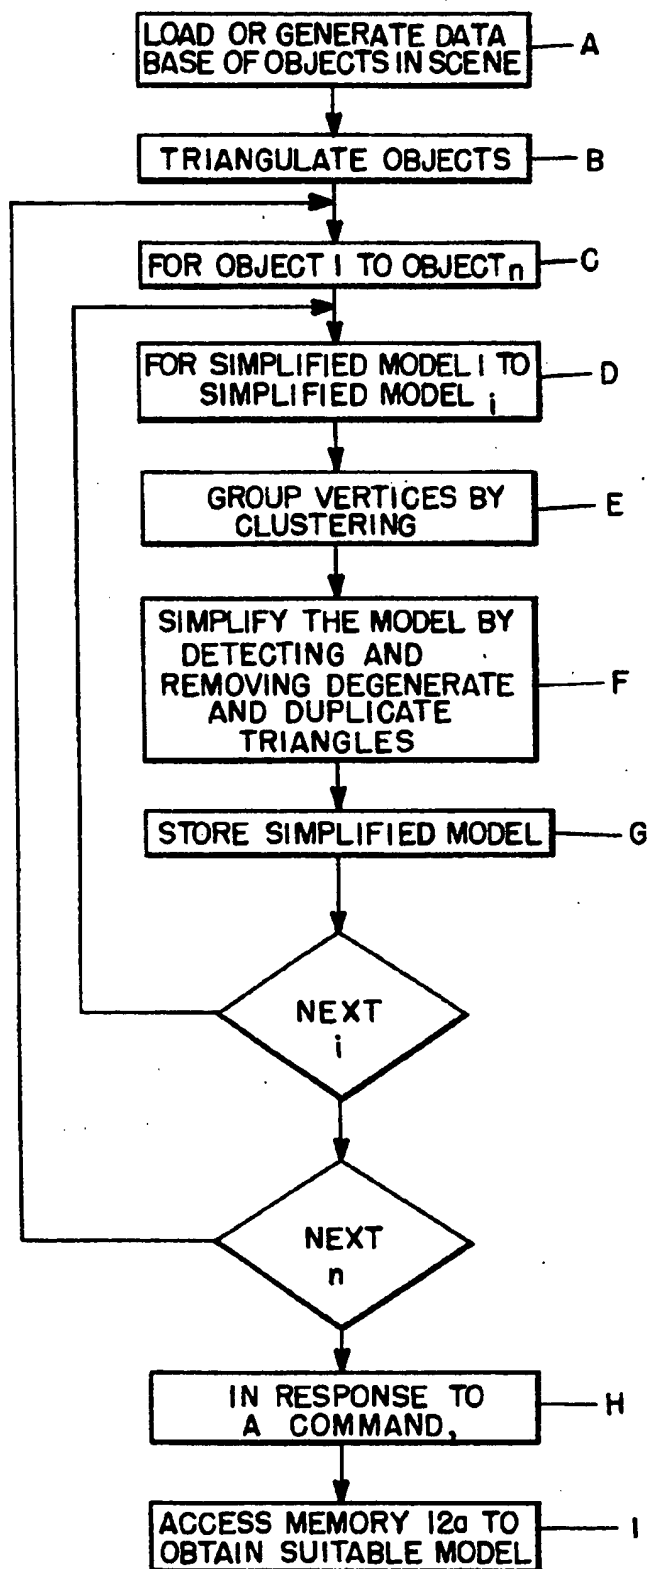 LOAD OR GENERATE DATA
BASE OF OBJECTS IN SCENE
A
TRIANGULATE OBJECTS
B
FOR OBJECT 1 TO OBJECT n
C
FOR SIMPLIFIED MODEL 1 TO
SIMPLIFIED MODEL i
D
GROUP VERTICES BY
CLUSTERING
E
SIMPLIFY THE MODEL BY
DETECTING AND
REMOVING DEGENERATE
AND DUPLICATE
TRIANGLES
F
STORE SIMPLIFIED MODEL
G
NEXT
i
NEXT
n
IN RESPONSE TO
A COMMAND,
H
ACCESS MEMORY 12a TO
OBTAIN SUITABLE MODEL
I